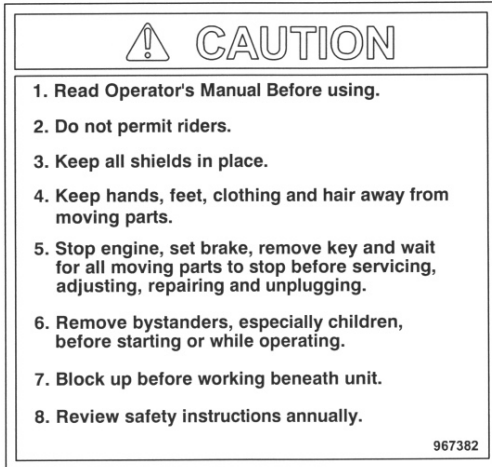 CAUTION
1. Read Operator's Manual Before using.
2. Do not permit riders.
3. Keep all shields in place.
4. Keep hands, feet, clothing and hair away from
moving parts.
5. Stop engine, set brake, remove key and wait
for all moving parts to stop before servicing,
adjusting, repairing and unplugging.
6. Remove bystanders, especially children,
before starting or while operating.
7. Block up before working beneath unit.
8. Review safety instructions annually.
967382